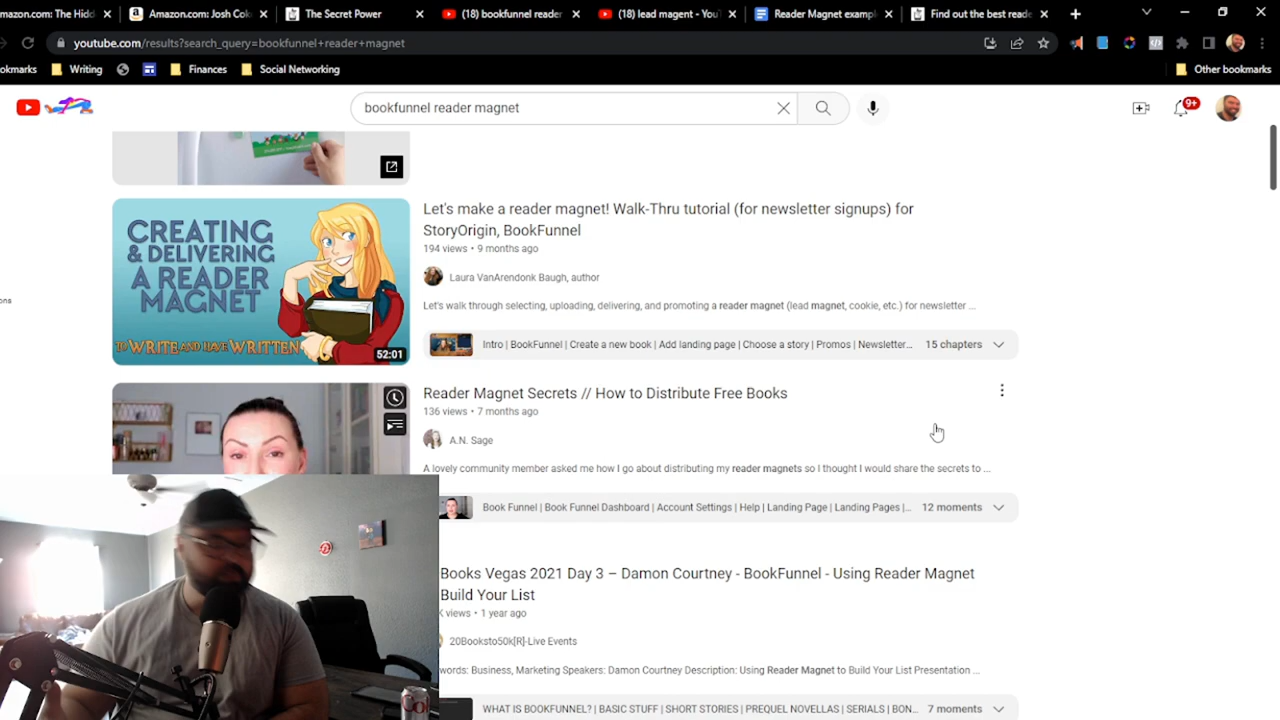 amazon.com: The Hidd
Amazon.com: Josh Cok
The Secret Power
(18) bookfunnel reader
(18) lead magent - You
Reader Magnet examp
Find out the best reade
youtube.com/results?search_query=bookfunnel+reader+magnet
okmarks
Writing
Finances
Social Networking
Other bookmarks
bookfunnel reader magnet
9+
CREATING
& DELIVERING
A READER
MAGNET
TO WRITE AND HAVE WRITTEN
52:01
Let's make a reader magnet! Walk-Thru tutorial (for newsletter signups) for
StoryOrigin, BookFunnel
194 views • 9 months ago
Laura VanArendonk Baugh, author
ons
Let's walk through selecting, uploading, delivering, and promoting a reader magnet (lead magnet, cookie, etc.) for newsletter ...
Intro | BookFunnel | Create a new book | Add landing page | Choose a story | Promos | Newsletter... 15 chapters
Reader Magnet Secrets // How to Distribute Free Books
136 views • 7 months ago
A.N. Sage
A lovely community member asked me how I go about distributing my reader magnets so I thought I would share the secrets to ...
Book Funnel | Book Funnel Dashboard | Account Settings | Help | Landing Page | Landing Pages |... 12 moments
Books Vegas 2021 Day 3 – Damon Courtney - BookFunnel - Using Reader Magnet
Build Your List
K views • 1 year ago
20Booksto50k[R]-Live Events
words: Business, Marketing Speakers: Damon Courtney Description: Using Reader Magnet to Build Your List Presentation ...
WHAT IS BOOKFUNNEL? | BASIC STUFF | SHORT STORIES | PREQUEL NOVELLAS | SERIALS | BON... 7 moments